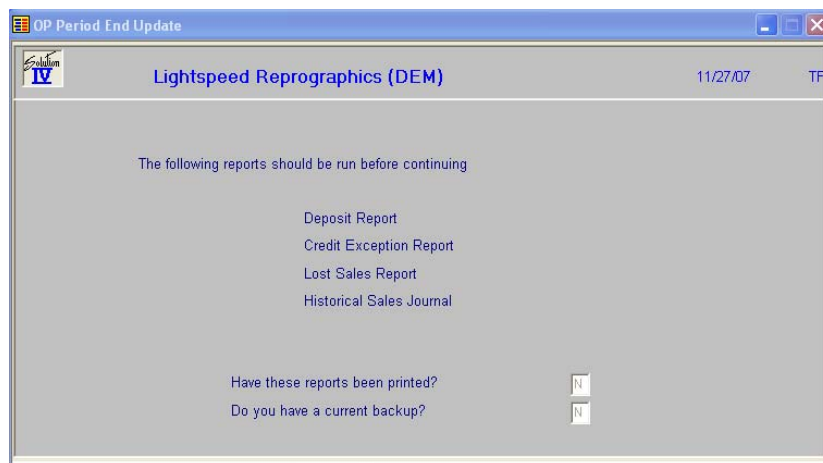 OP Period End Update
Solution
IV
Lightspeed Reprographics (DEM) 11/27/07
The following reports should be run before continuing
Deposit Report
Credit Exception Report
Lost Sales Report
Historical Sales Journal
Have these reports been printed? N
Do you have a current backup? N